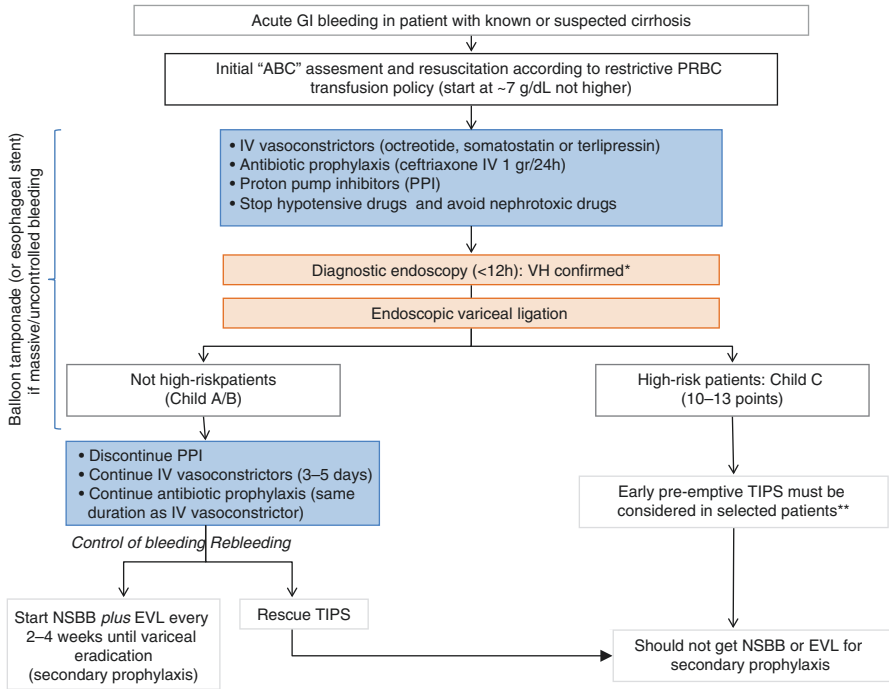 Acute GI bleeding in patient with known or suspected cirrhosis
Initial “ABC” assesment and resuscitation according to restrictive PRBC
transfusion policy (start at ~7 g/dL not higher)
Balloon tamponade (or esophageal stent)
if massive/uncontrolled bleeding
• IV vasoconstrictors (octreotide, somatostatin or terlipressin)
• Antibiotic prophylaxis (ceftriaxone IV 1 gr/24h)
• Proton pump inhibitors (PPI)
• Stop hypotensive drugs and avoid nephrotoxic drugs
Diagnostic endoscopy (<12h): VH confirmed*
Endoscopic variceal ligation
Not high-riskpatients
(Child A/B)
High-risk patients: Child C
(10–13 points)
• Discontinue PPI
• Continue IV vasoconstrictors (3–5 days)
• Continue antibiotic prophylaxis (same
duration as IV vasoconstrictor)
Early pre-emptive TIPS must be
considered in selected patients**
Control of bleeding Rebleeding
Start NSBB plus EVL every
2–4 weeks until variceal
eradication
(secondary prophylaxis)
Rescue TIPS
Should not get NSBB or EVL for
secondary prophylaxis